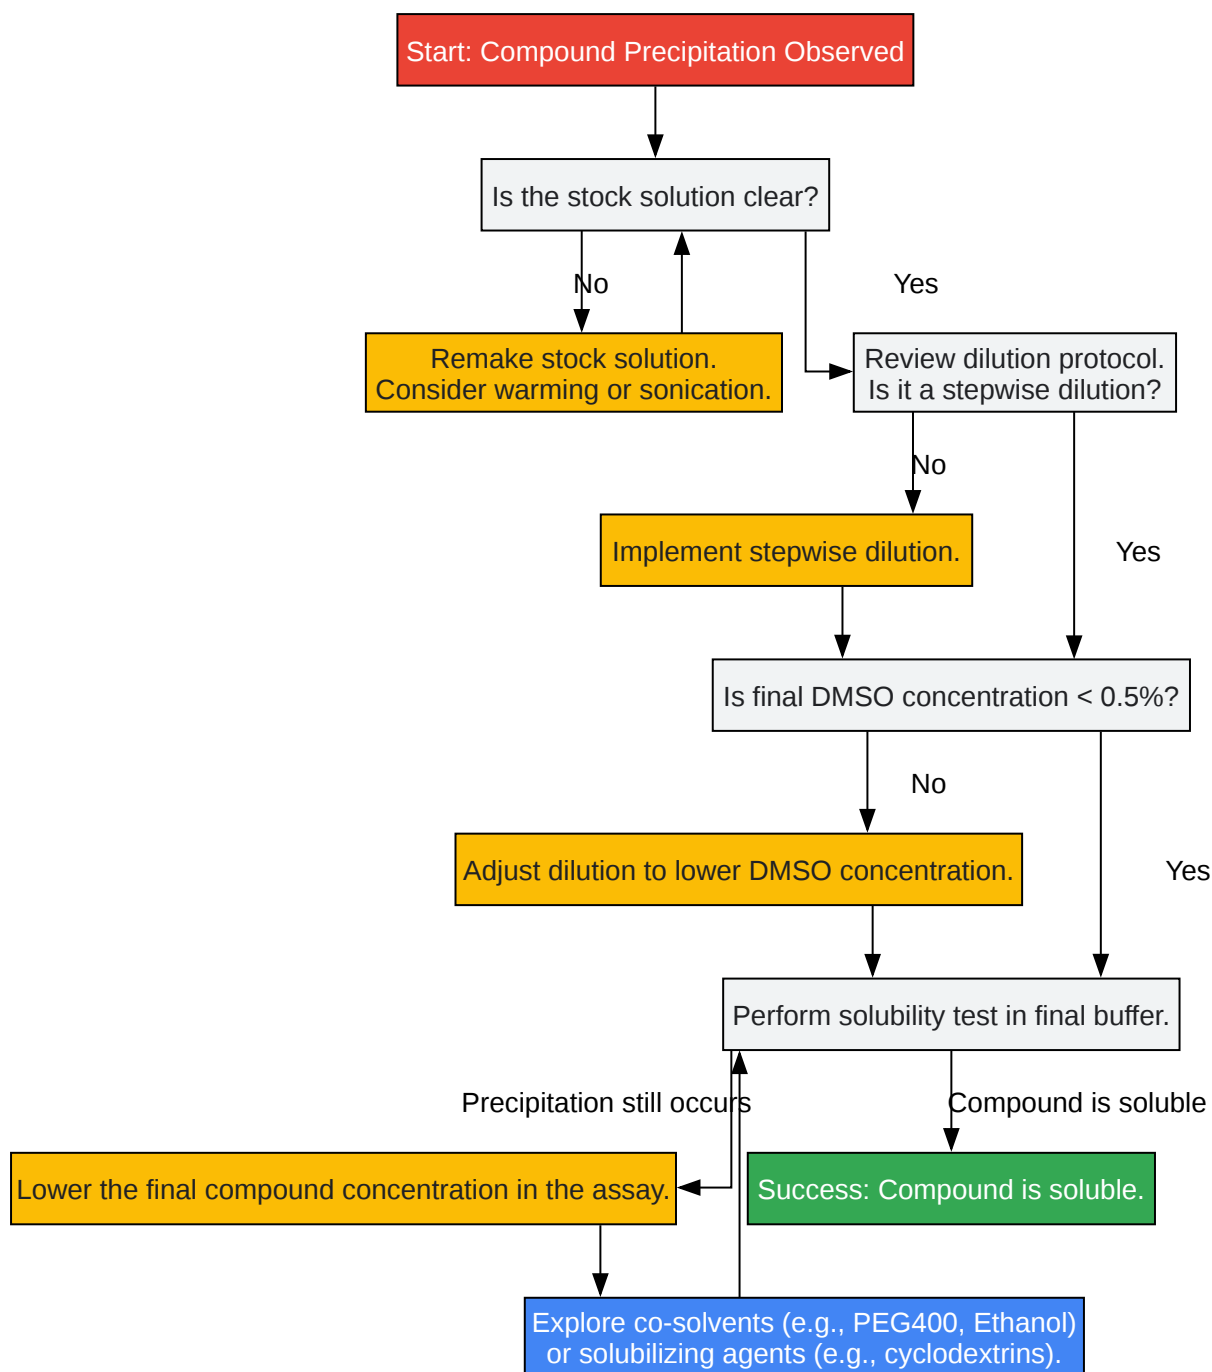 Start: Compound Precipitation Observed
Is the stock solution clear?
No
Yes
Remake stock solution.
Consider warming or sonication.
Review dilution protocol.
Is it a stepwise dilution?
No
Implement stepwise dilution.
Yes
Is final DMSO concentration < 0.5%?
No
Adjust dilution to lower DMSO concentration.
Yes
Perform solubility test in final buffer.
Precipitation still occurs
Compound is soluble
Lower the final compound concentration in the assay.
Success: Compound is soluble.
Explore co-solvents (e.g., PEG400, Ethanol)
or solubilizing agents (e.g., cyclodextrins).